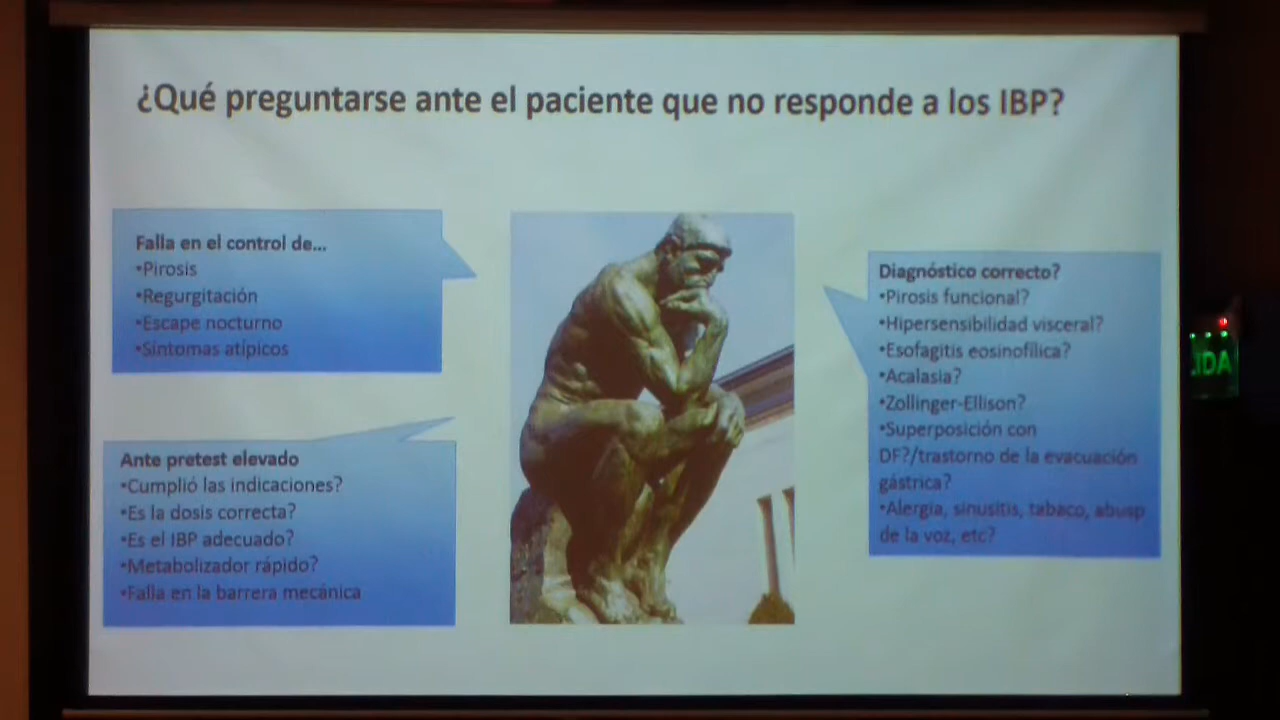 ¿Qué preguntarse ante el paciente que no responde a los IBP?
Falla en el control de...
•Pirosis
•Regurgitación
•Escape nocturno
•Síntomas atípicos
Ante pretest elevado
•Cumplió las indicaciones?
•Es la dosis correcta?
•Es el IBP adecuado?
•Metabolizador rápido?
•Falla en la barrera mecánica
Diagnóstico correcto?
•Pirosis funcional?
•Hipersensibilidad visceral?
•Esofagitis eosinofílica?
•Acalasia?
•Zollinger-Ellison?
•Superposición con
DF?/trastorno de la evacuación
gástrica?
•Alergia, sinusitis, tabaco, abusp
de la voz, etc?
LIDA